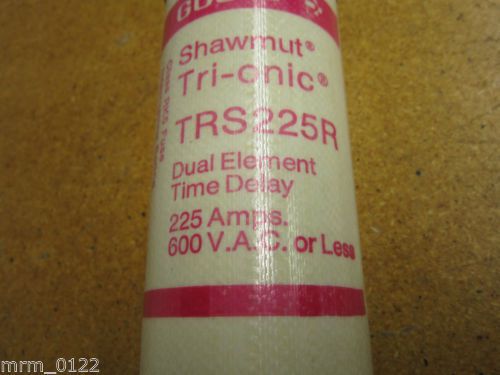 Shawmut®
Tri-onic®
TRS225R
Dual Element
Time Delay
225 Amps.
600 V.A.C. or Less
mrm_0122